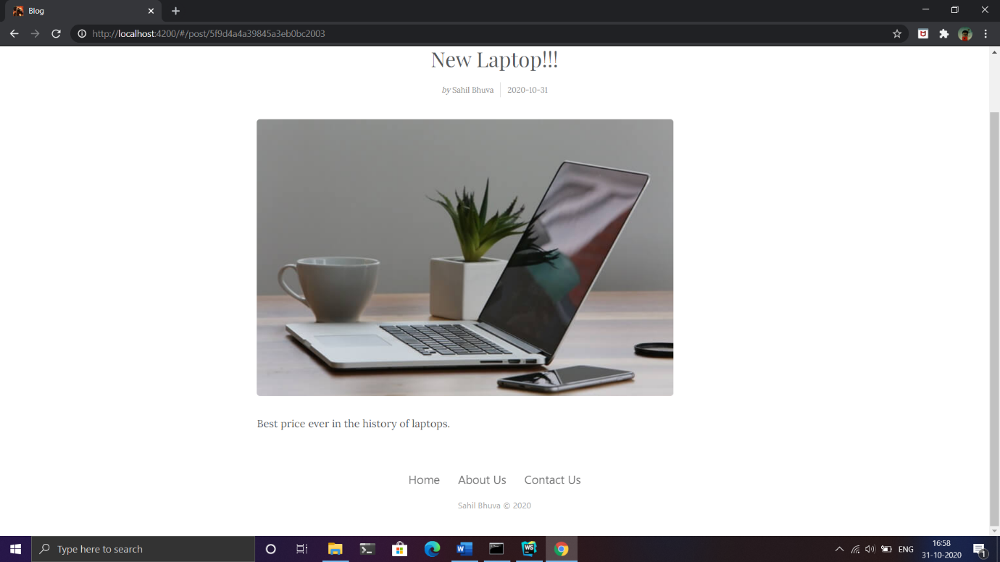 Blog
http://localhost:4200/#/post/5f9d4a4a39845a3eb0bc2003
New Laptop!!!
by Sahil Bhuva 2020-10-31
Best price ever in the history of laptops.
Home About Us Contact Us
Sahil Bhuva © 2020
Type here to search
W
WS
ENG
16:58
31-10-2020
1